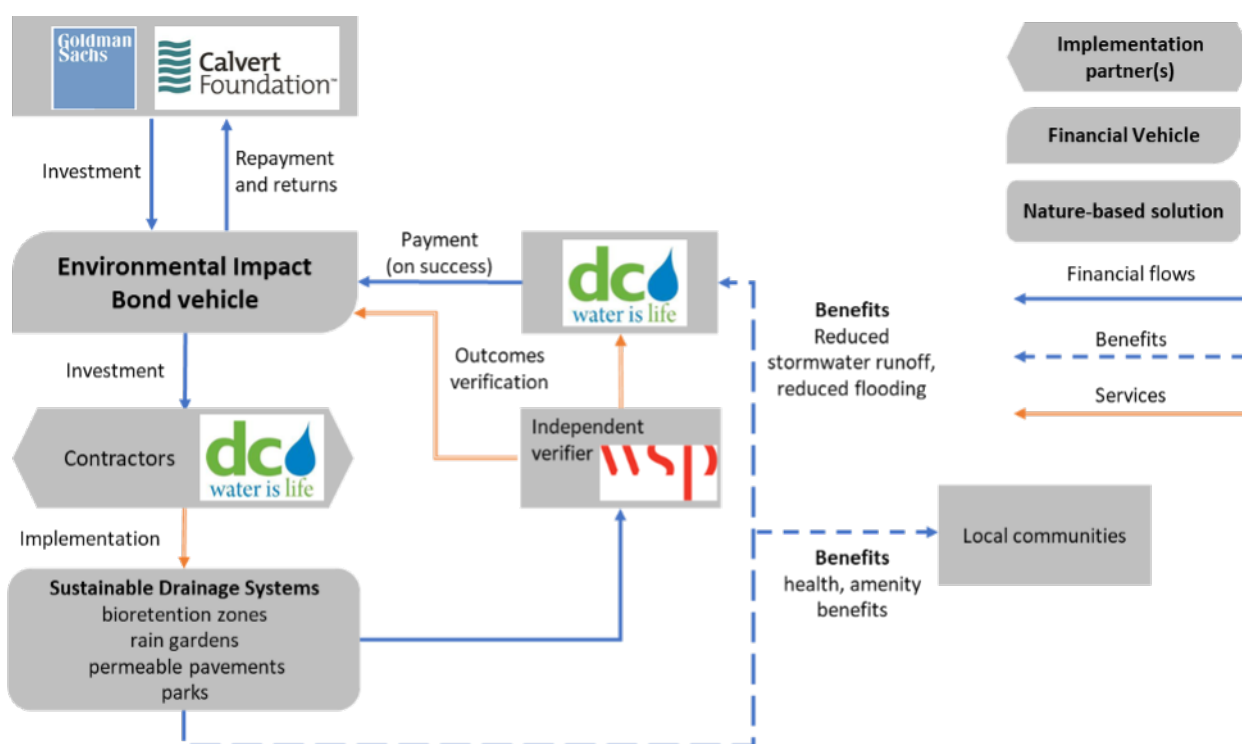 Goldman
Sachs
Calvert
Foundation™
Implementation
partner(s)
Financial Vehicle
Nature-based solution
Financial flows
Benefits
Services
Investment
Repayment
and returns
Environmental Impact
Bond vehicle
Payment
(on success)
dc
water is life
Benefits
Reduced
stormwater runoff,
reduced flooding
Investment
Outcomes
verification
Contractors
dc
water is life
Independent
verifier
wsp
Local communities
Implementation
Benefits
health, amenity
benefits
Sustainable Drainage Systems
bioretention zones
rain gardens
permeable pavements
parks